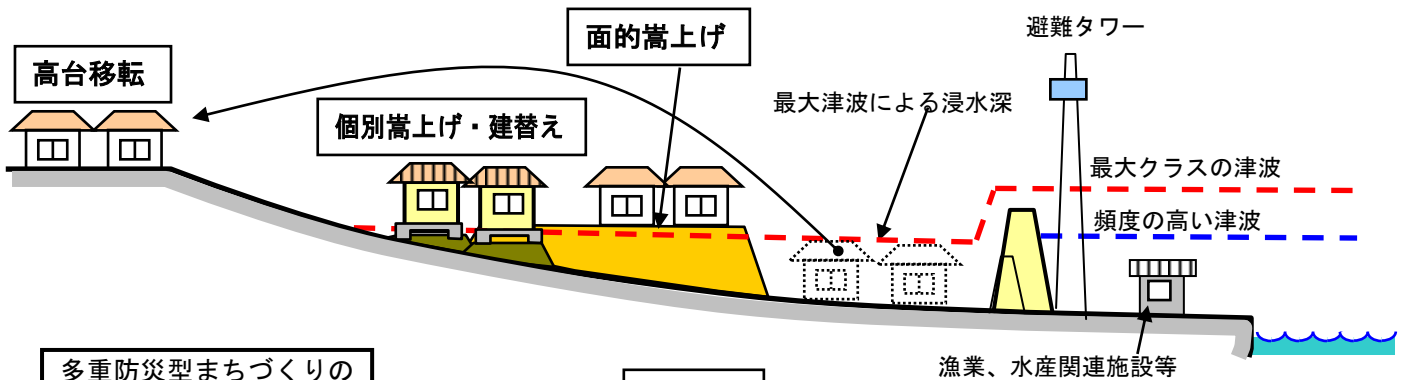 避難タワー
面的嵩上げ
高台移転
最大津波による浸水深
個別嵩上げ・建替え
最大クラスの津波
頻度の高い津波
漁業、水産関連施設等
多重防災型まちづくりの